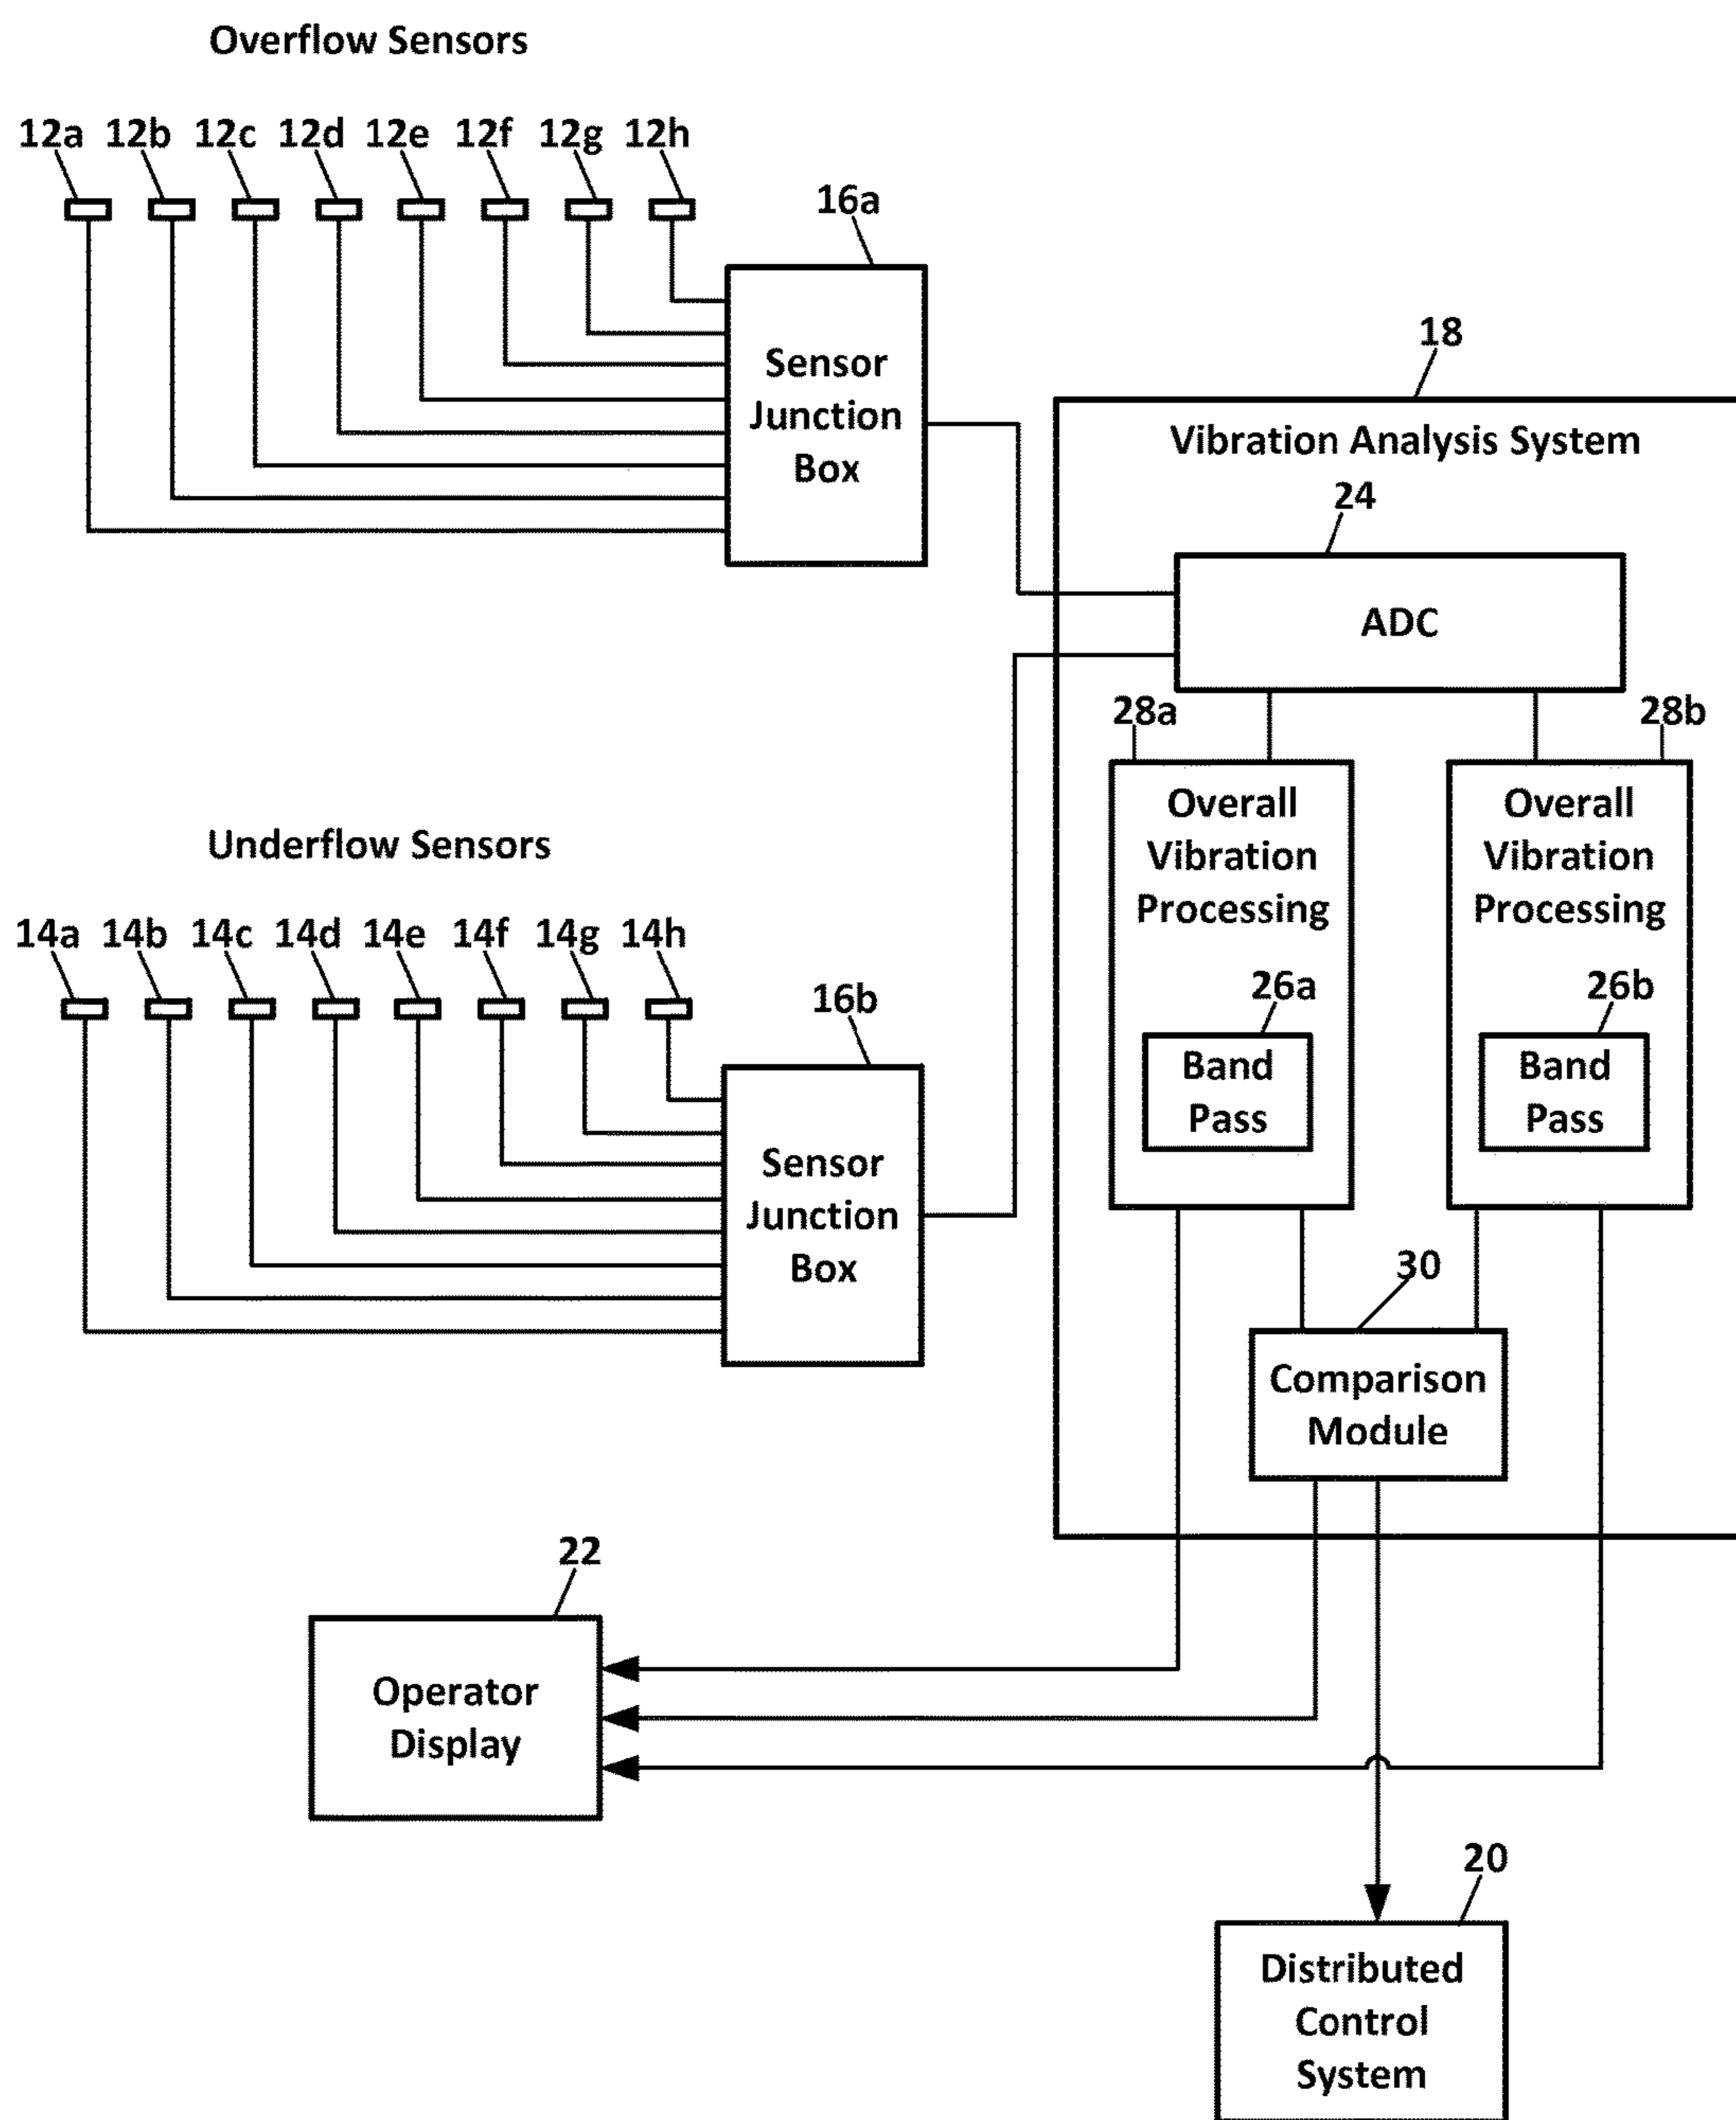 Overflow Sensors
12a 12b 12c 12d 12e 12f 12g 12h
16a
Sensor
Junction
Box
18
Vibration Analysis System
24
ADC
28a
28b
Overall
Vibration
Processing
26a
Band
Pass
Overall
Vibration
Processing
26b
Band
Pass
Underflow Sensors
14a 14b 14c 14d 14e 14f 14g 14h
16b
Sensor
Junction
Box
30
Comparison
Module
22
Operator
Display
20
Distributed
Control
System